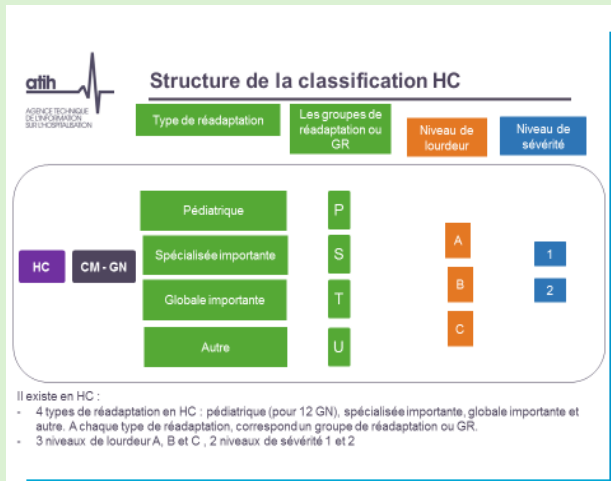 atih
AGENCE TECHNIQUE
DE L'INFORMATION
SUR L'HOSPITALISATION
Structure de la classification HC
Type de réadaptation
Les groupes de
réadaptation ou
GR
Niveau de
lourdeur
Niveau de
sévérité
HC
CM - GN
Pédiatrique
P
Spécialisée importante
S
Globale importante
T
Autre
U
A
B
C
1
2
Il existe en HC :
- 4 types de réadaptation en HC : pédiatrique (pour 12 GN), spécialisée importante, globale importante et
autre. A chaque type de réadaptation, correspond un groupe de réadaptation ou GR.
- 3 niveaux de lourdeur A, B et C , 2 niveaux de sévérité 1 et 2